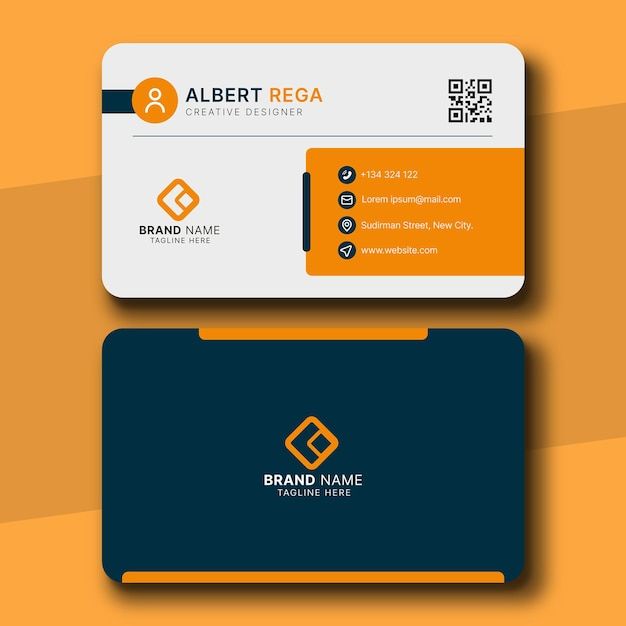 ALBERT REGA
CREATIVE DESIGNER
+134 324 122
Lorem ipsum@mail.com
Sudirman Street, New City.
www.website.com
BRAND NAME
TAGLINE HERE
BRAND NAME
TAGLINE HERE